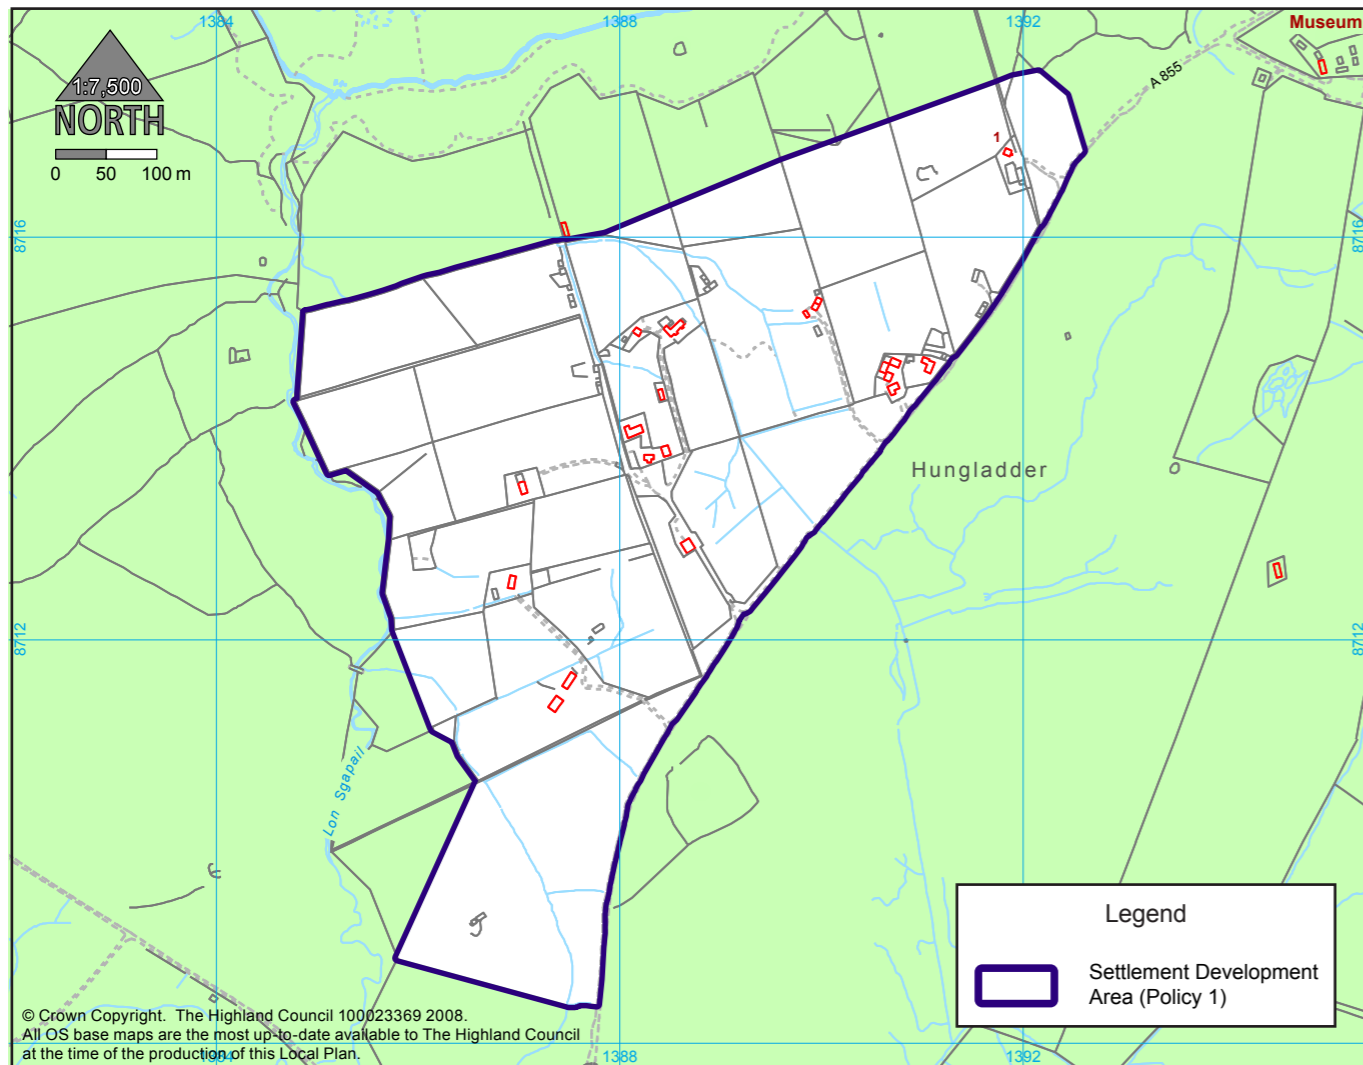 1384
1388
1392
Museum
1:7,500
NORTH
0 50 100 m
A 855
1
8716
8716
Hungladder
8712
8712
Lon Sgapail
Legend
Settlement Development
Area (Policy 1)
© Crown Copyright. The Highland Council 100023369 2008.
All OS base maps are the most up-to-date available to The Highland Council
at the time of the production of this Local Plan.
1384
1388
1392